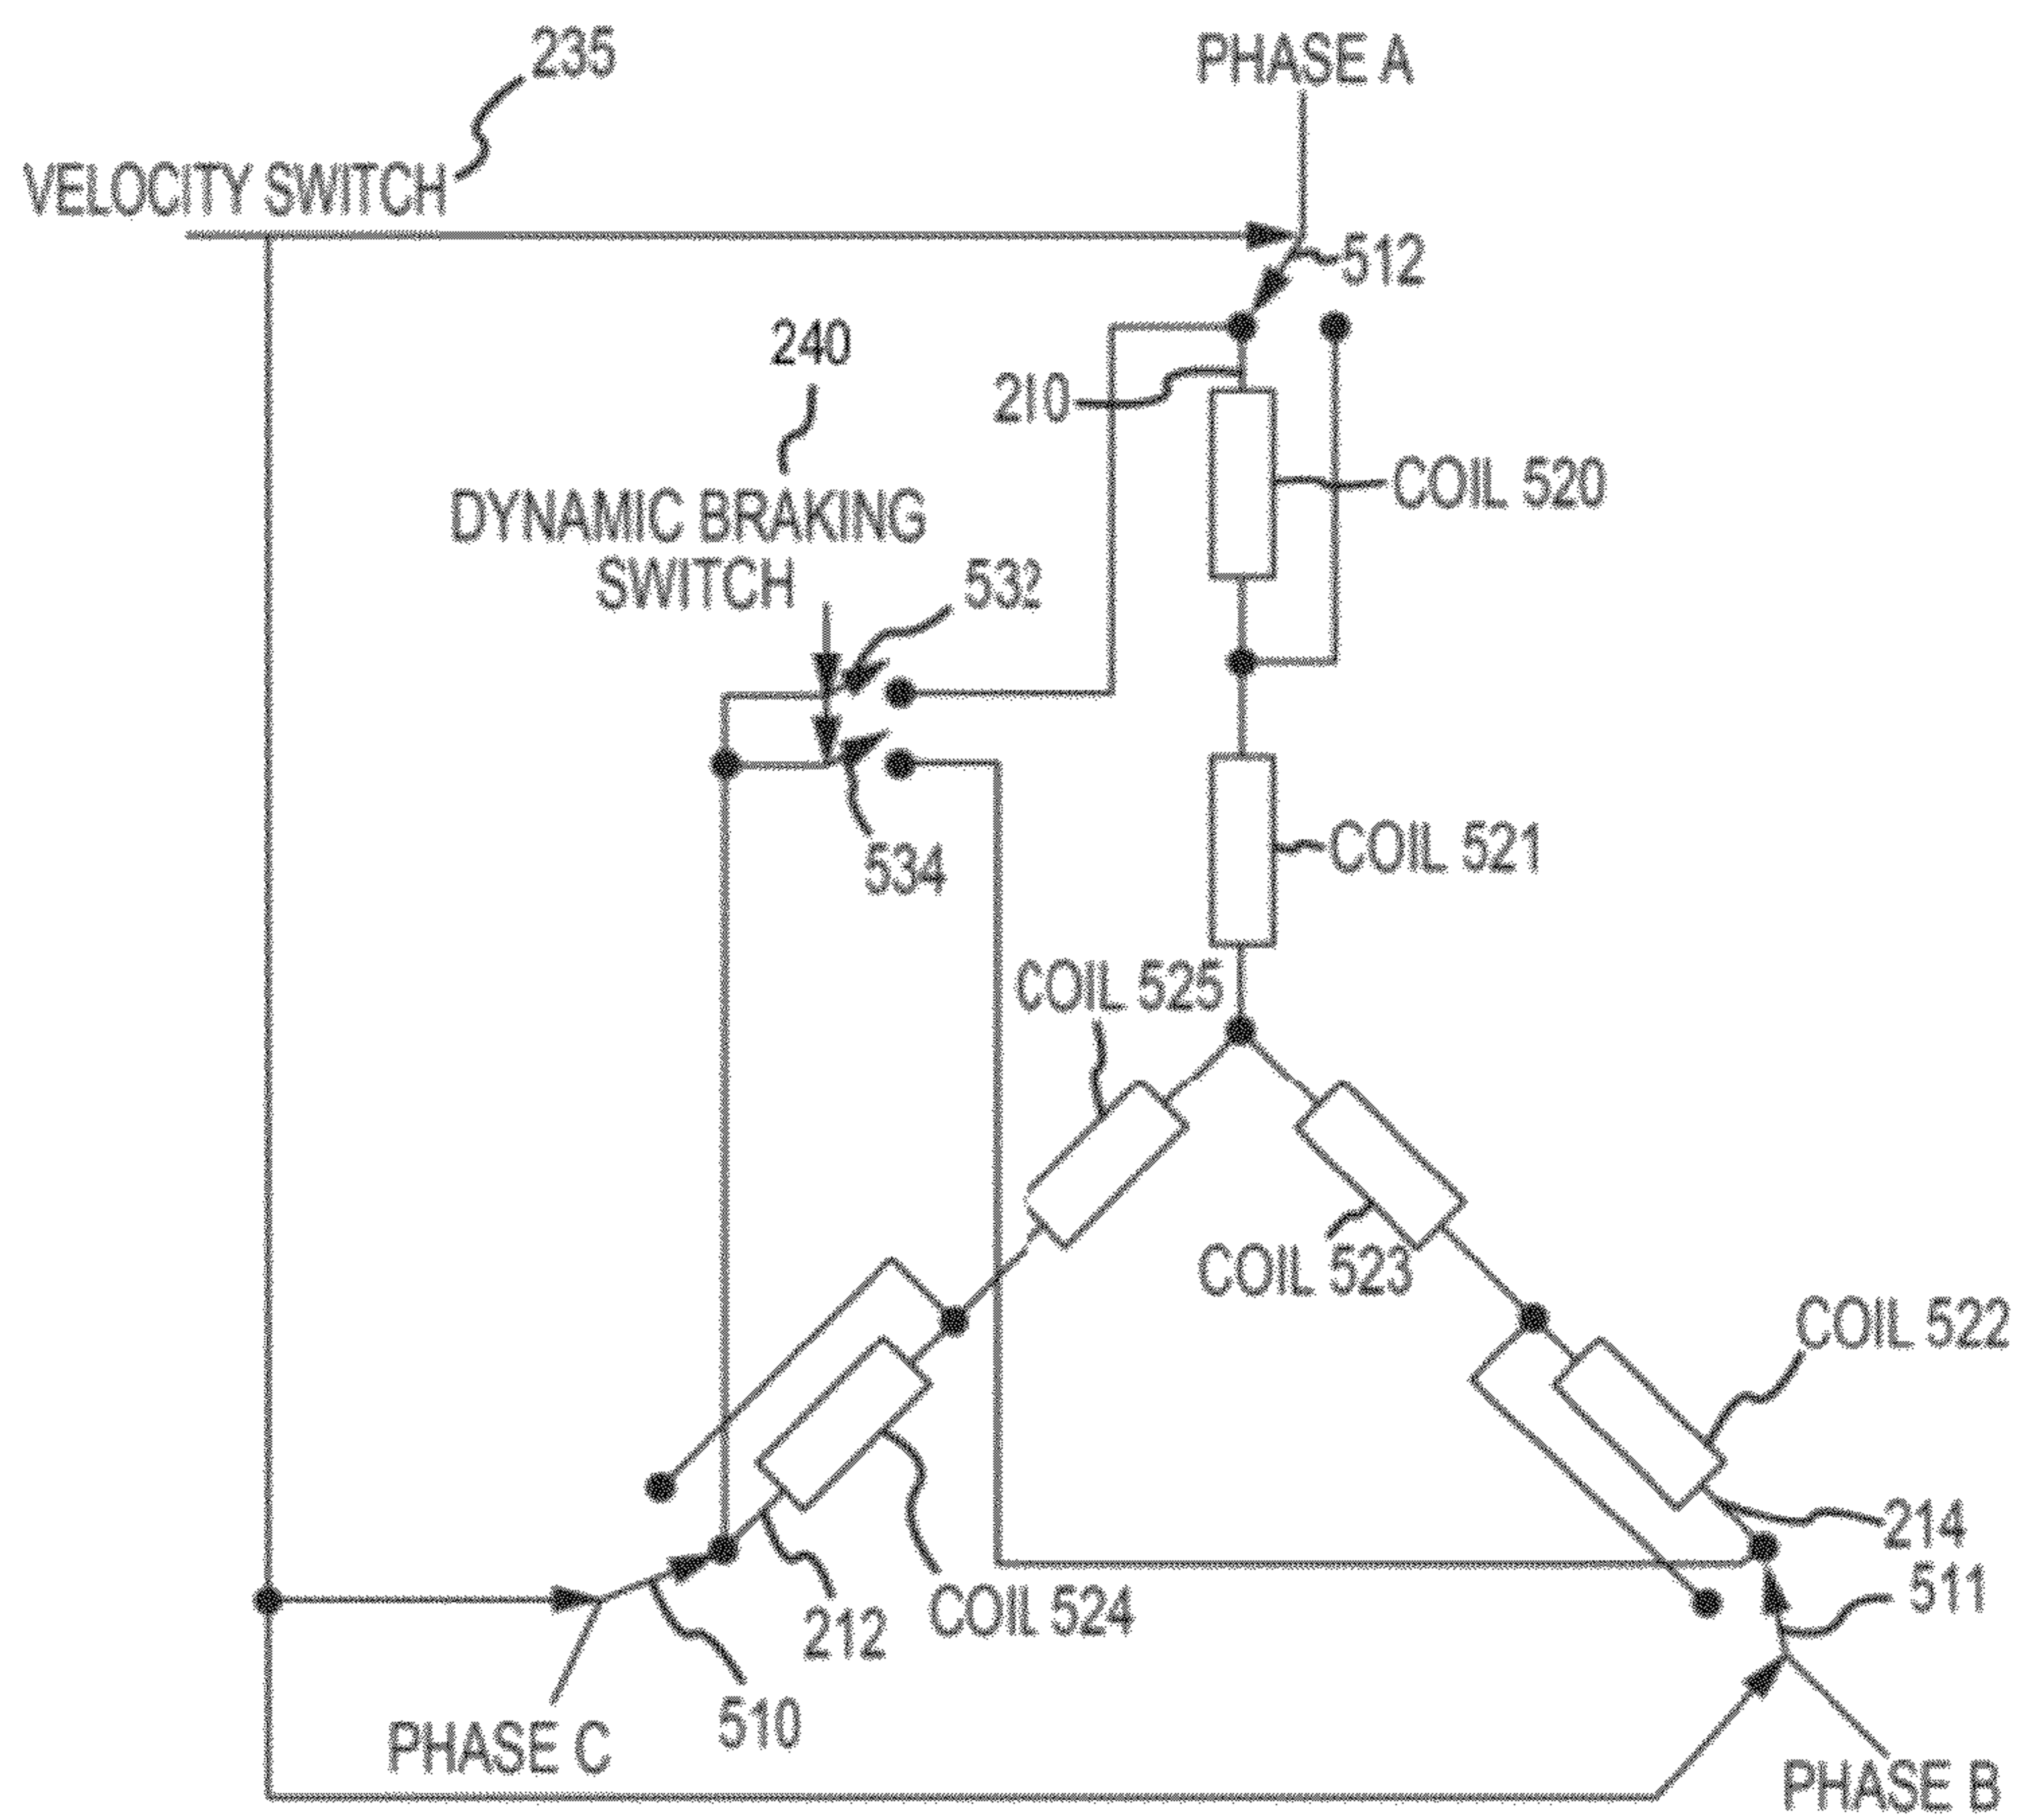 235
PHASE A
VELOCITY SWITCH
512
240
210
COIL 520
DYNAMIC BRAKING
SWITCH
532
COIL 521
534
COIL 525
COIL 523
COIL 522
214
511
COIL 524
212
510
PHASE C
PHASE B